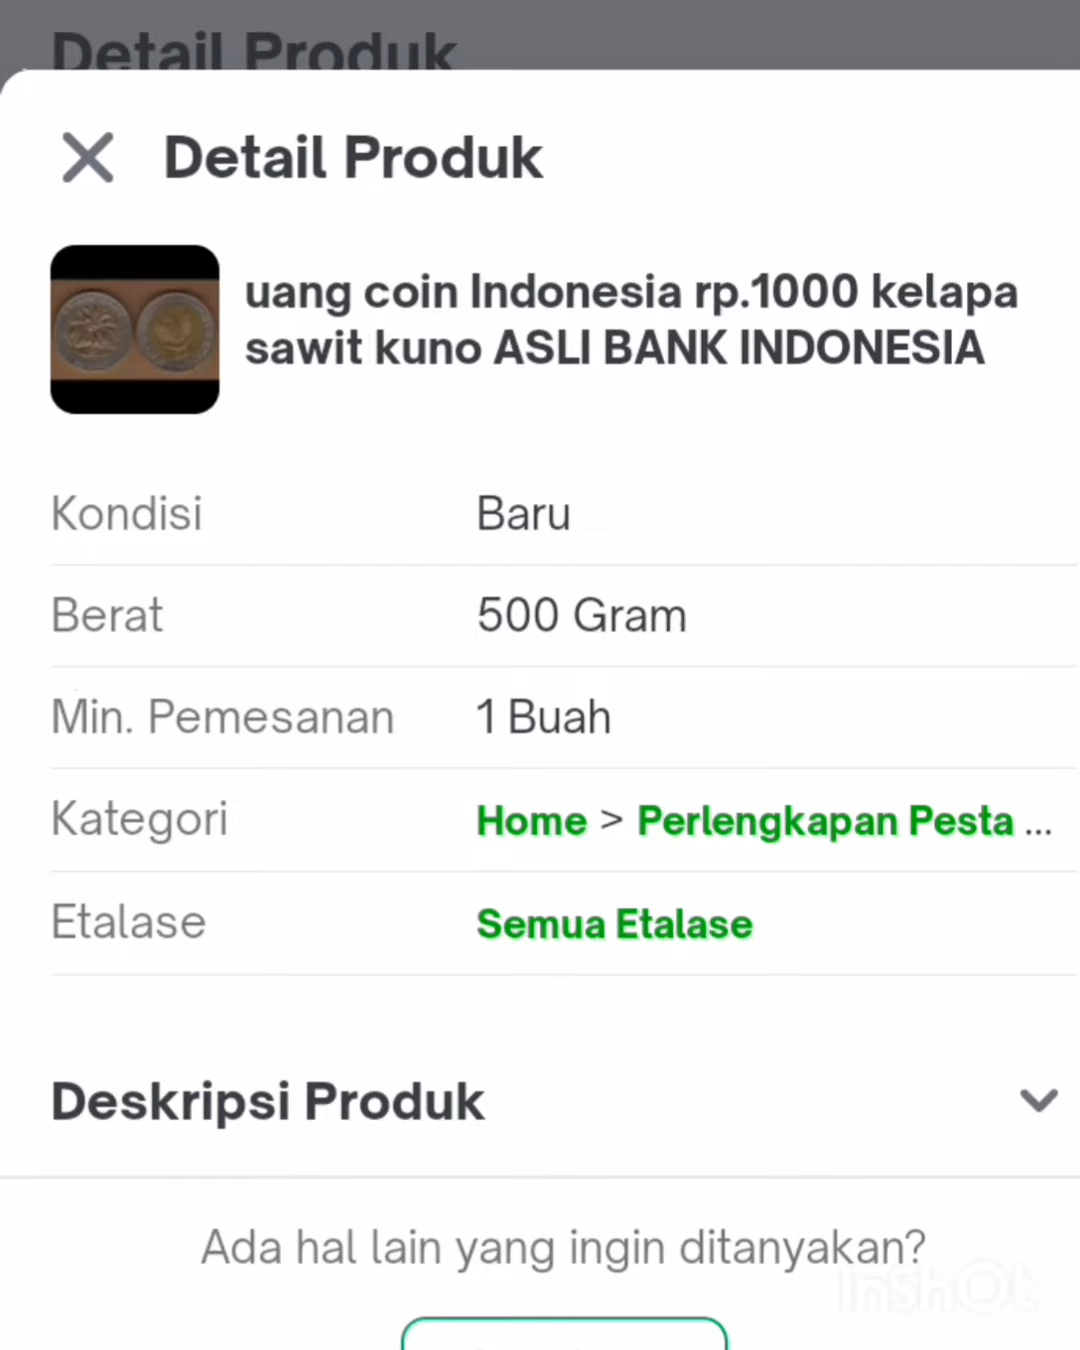 Detail Produk
Detail Produk
uang coin Indonesia rp.1000 kelapa
sawit kuno ASLI BANK INDONESIA
Kondisi Baru
Berat 500 Gram
Min. Pemesanan 1 Buah
Kategori Home > Perlengkapan Pesta ...
Etalase Semua Etalase
Deskripsi Produk
Ada hal lain yang ingin ditanyakan?
InShOt